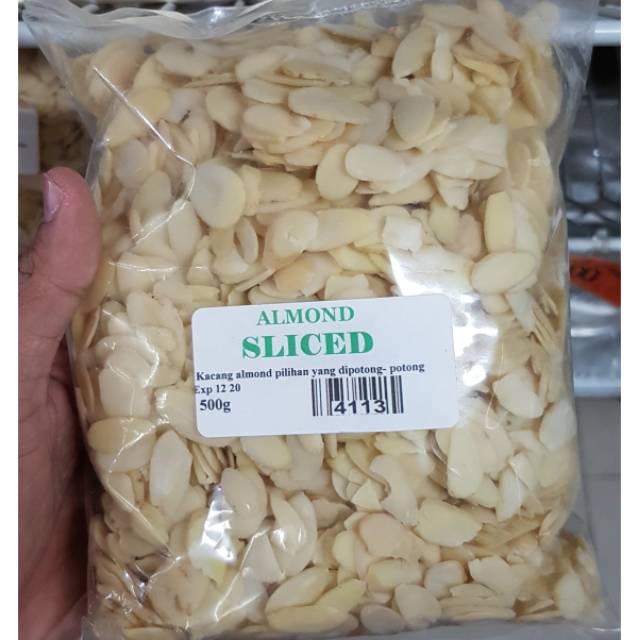 ALMOND
SLICED
Kacang almond pilihan yang dipotong- potong
Exp 12 20
500g
4113